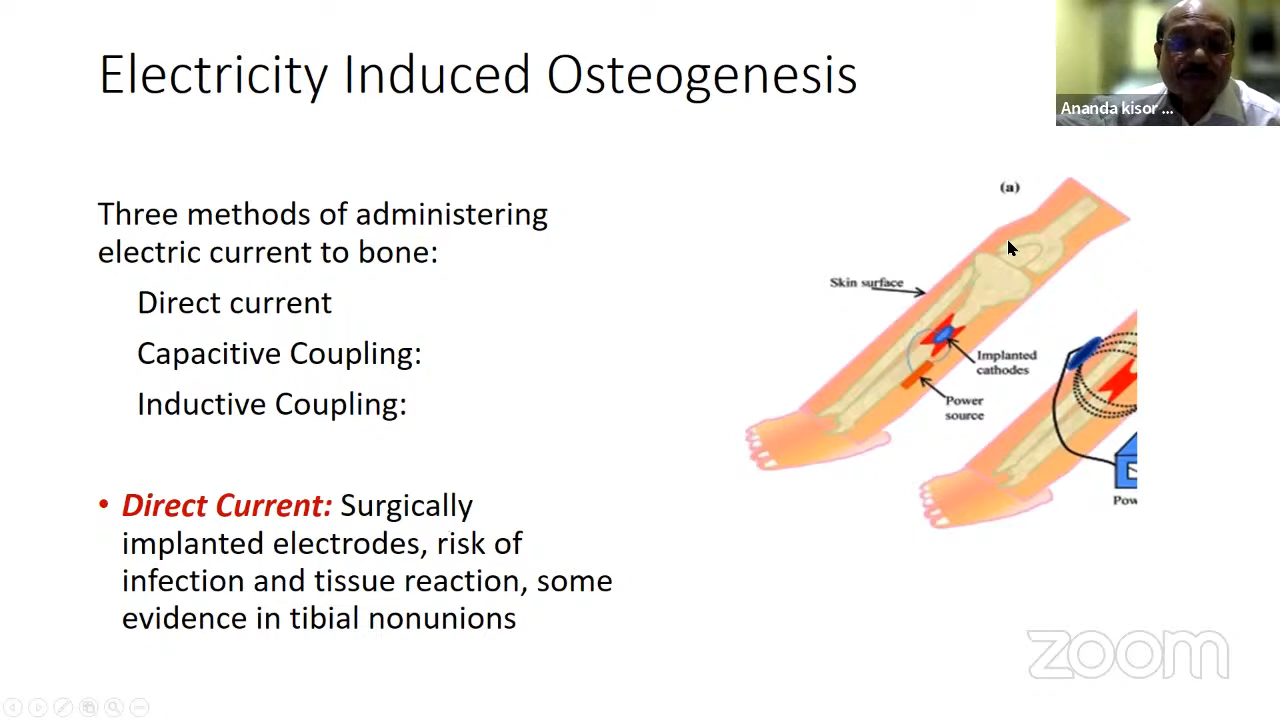 Electricity Induced Osteogenesis
Ananda kisor ...
Three methods of administering
electric current to bone:
Direct current
Capacitive Coupling:
Inductive Coupling:
• Direct Current: Surgically
implanted electrodes, risk of
infection and tissue reaction, some
evidence in tibial nonunions
(a)
Skin surface
Implanted
cathodes
Power
source
Pow
zoom